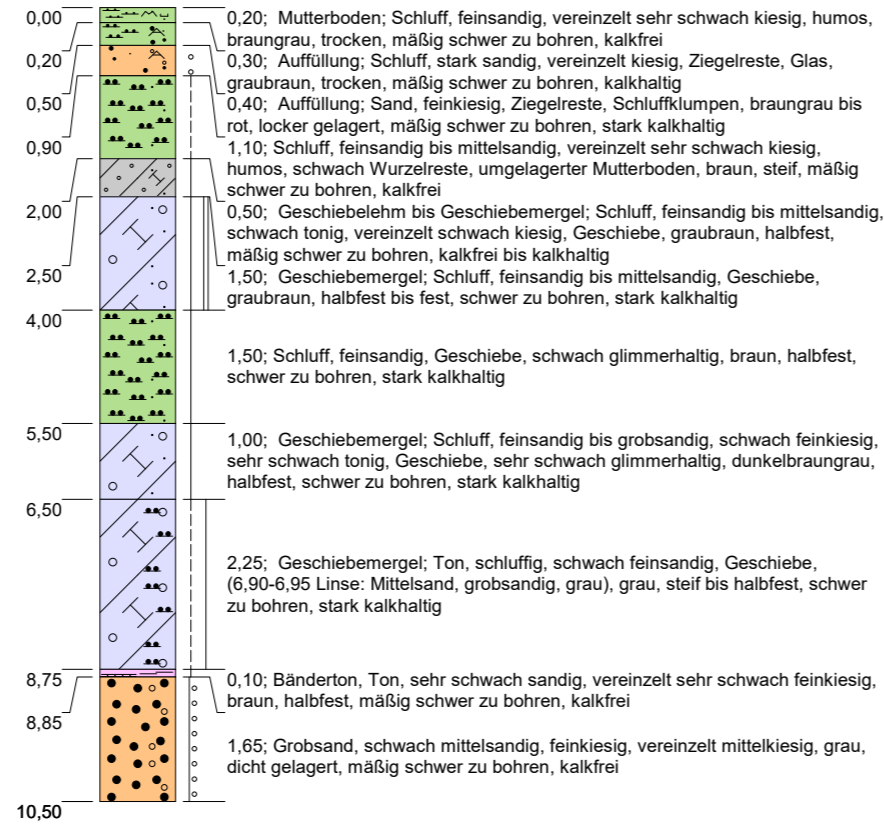 0,00
0,20; Mutterboden; Schluff, feinsandig, vereinzelt sehr schwach kiesig, humos,
braungrau, trocken, mäßig schwer zu bohren, kalkfrei
0,20
0,30; Auffüllung; Schluff, stark sandig, vereinzelt kiesig, Ziegelreste, Glas,
graubraun, trocken, mäßig schwer zu bohren, kalkhaltig
0,50
0,40; Auffüllung; Sand, feinkiesig, Ziegelreste, Schluffklumpen, braungrau bis
rot, locker gelagert, mäßig schwer zu bohren, stark kalkhaltig
0,90
1,10; Schluff, feinsandig bis mittelsandig, vereinzelt sehr schwach kiesig,
humos, schwach Wurzelreste, umgelagerter Mutterboden, braun, steif, mäßig
schwer zu bohren, kalkfrei
2,00
0,50; Geschiebelehm bis Geschiebemergel; Schluff, feinsandig bis mittelsandig,
schwach tonig, vereinzelt schwach kiesig, Geschiebe, graubraun, halbfest,
mäßig schwer zu bohren, kalkfrei bis kalkhaltig
2,50
1,50; Geschiebemergel; Schluff, feinsandig bis mittelsandig, Geschiebe,
graubraun, halbfest bis fest, schwer zu bohren, stark kalkhaltig
4,00
1,50; Schluff, feinsandig, Geschiebe, schwach glimmerhaltig, braun, halbfest,
schwer zu bohren, stark kalkhaltig
5,50
1,00; Geschiebemergel; Schluff, feinsandig bis grobsandig, schwach feinkiesig,
sehr schwach tonig, Geschiebe, sehr schwach glimmerhaltig, dunkelbraungrau,
halbfest, schwer zu bohren, stark kalkhaltig
6,50
2,25; Geschiebemergel; Ton, schluffig, schwach feinsandig, Geschiebe,
(6,90-6,95 Linse: Mittelsand, grobsandig, grau), grau, steif bis halbfest, schwer
zu bohren, stark kalkhaltig
8,75
0,10; Bänderton, Ton, sehr schwach sandig, vereinzelt sehr schwach feinkiesig,
braun, halbfest, mäßig schwer zu bohren, kalkfrei
8,85
1,65; Grobsand, schwach mittelsandig, feinkiesig, vereinzelt mittelkiesig, grau,
dicht gelagert, mäßig schwer zu bohren, kalkfrei
10,50